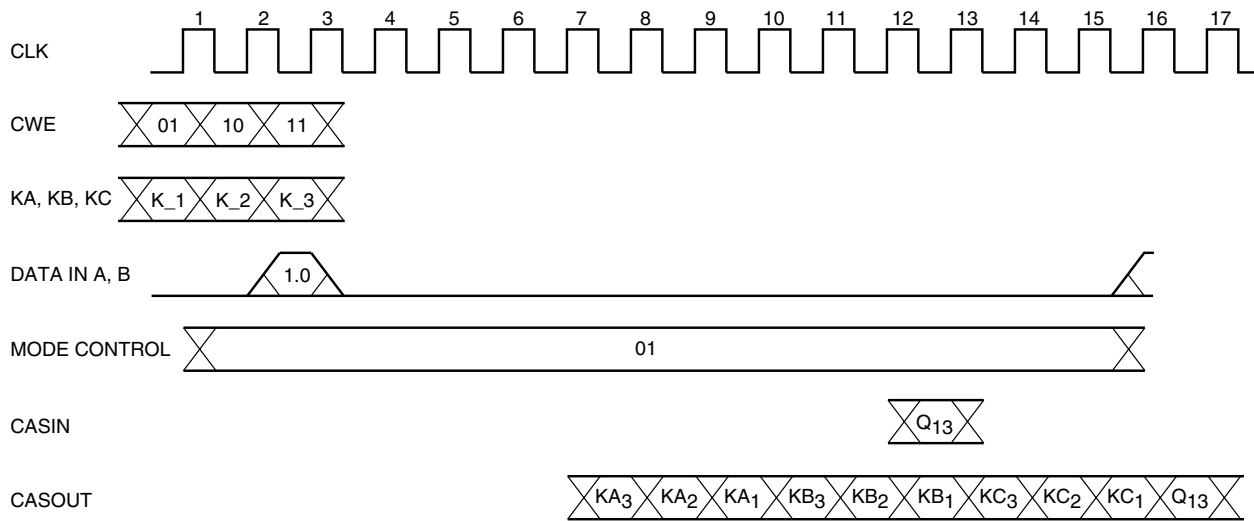 1 2 3 4 5 6 7 8 9 10 11 12 13 14 15 16 17
CLK
CWE 01 10 11
KA, KB, KC K_1 K_2 K_3
DATA IN A, B 1.0
MODE CONTROL 01
CASIN Q13
CASOUT KA3 KA2 KA1 KB3 KB2 KB1 KC3 KC2 KC1 Q13